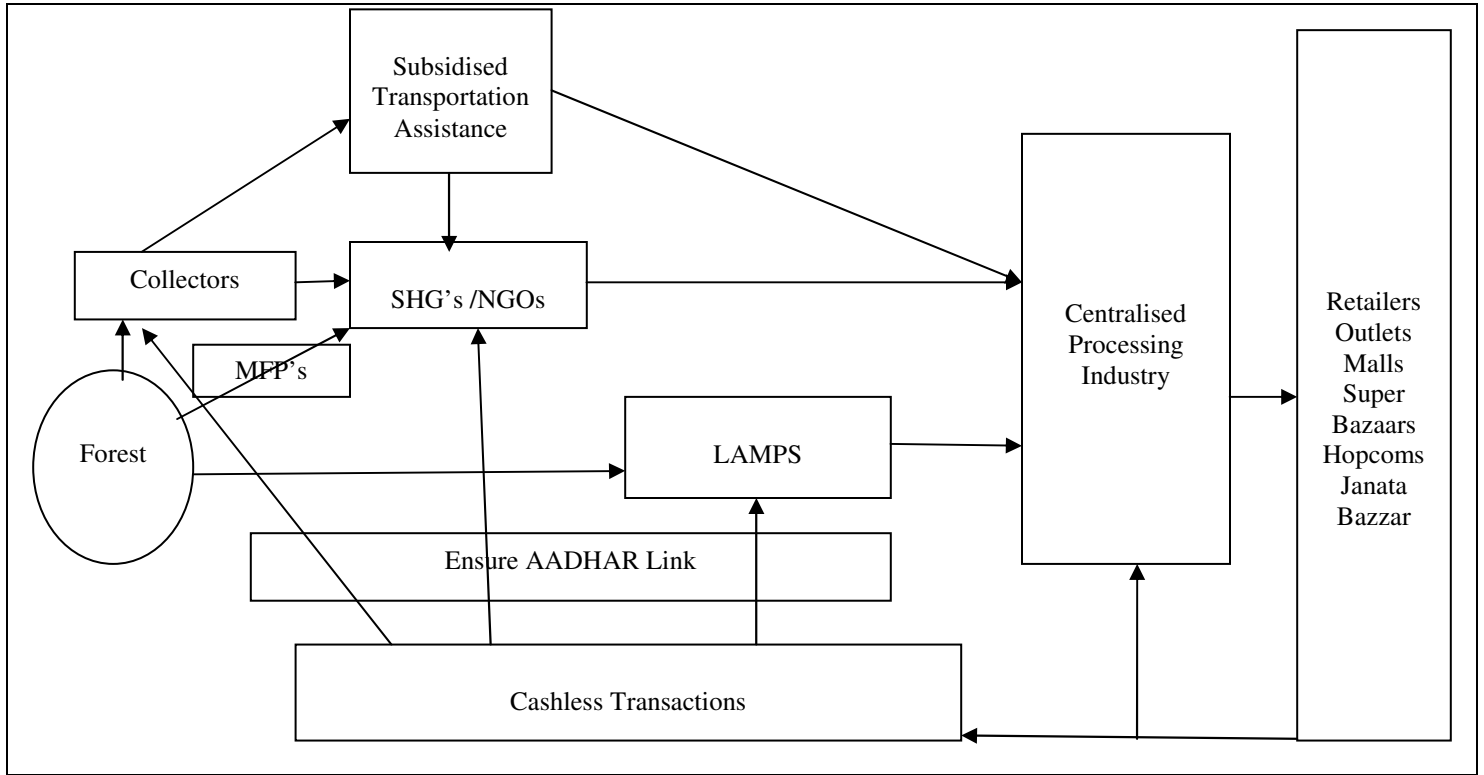 Subsidised
Transportation
Assistance
Collectors
SHG’s /NGOs
MFP’s
Forest
LAMPS
Ensure AADHAR Link
Cashless Transactions
Centralised
Processing
Industry
Retailers
Outlets
Malls
Super
Bazaars
Hopcoms
Janata
Bazzar